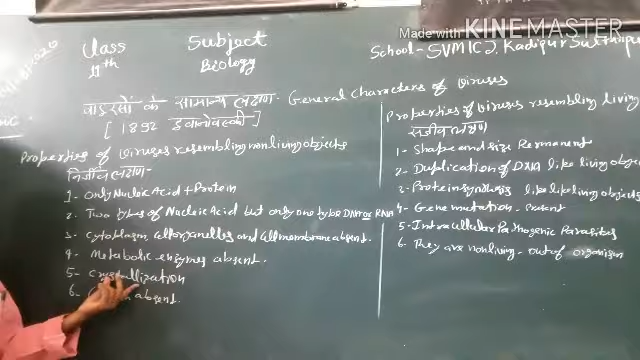 Made with KINEMASTER
Class
11th
Subject
Biology
School- SVMIC J. Kadipur Sultanpur
वाइरसों के सामान्य लक्षण- General Characters of Viruses
[1892 इवानोवस्की]
Properties of Viruses resembling nonliving objects
निर्जीव लक्षण
1- Only Nucleic Acid + Protein
2. Two types of Nucleic Acid but only one type DNA or RNA
3- Cytoplasm, Cell organelles and Cell membrane absent.
4- Metabolic enzymes absent.
5- Crystallization
6- absent.
Properties of Viruses resembling living
सजीव लक्षण
1- Shape and size Permanent
2- Duplication of DNA like living obje
3- Protein synthesis like living objects
4- Gene mutation. Present
5- Intracellular Pathogenic Parasites
6- They are nonliving- out of organism